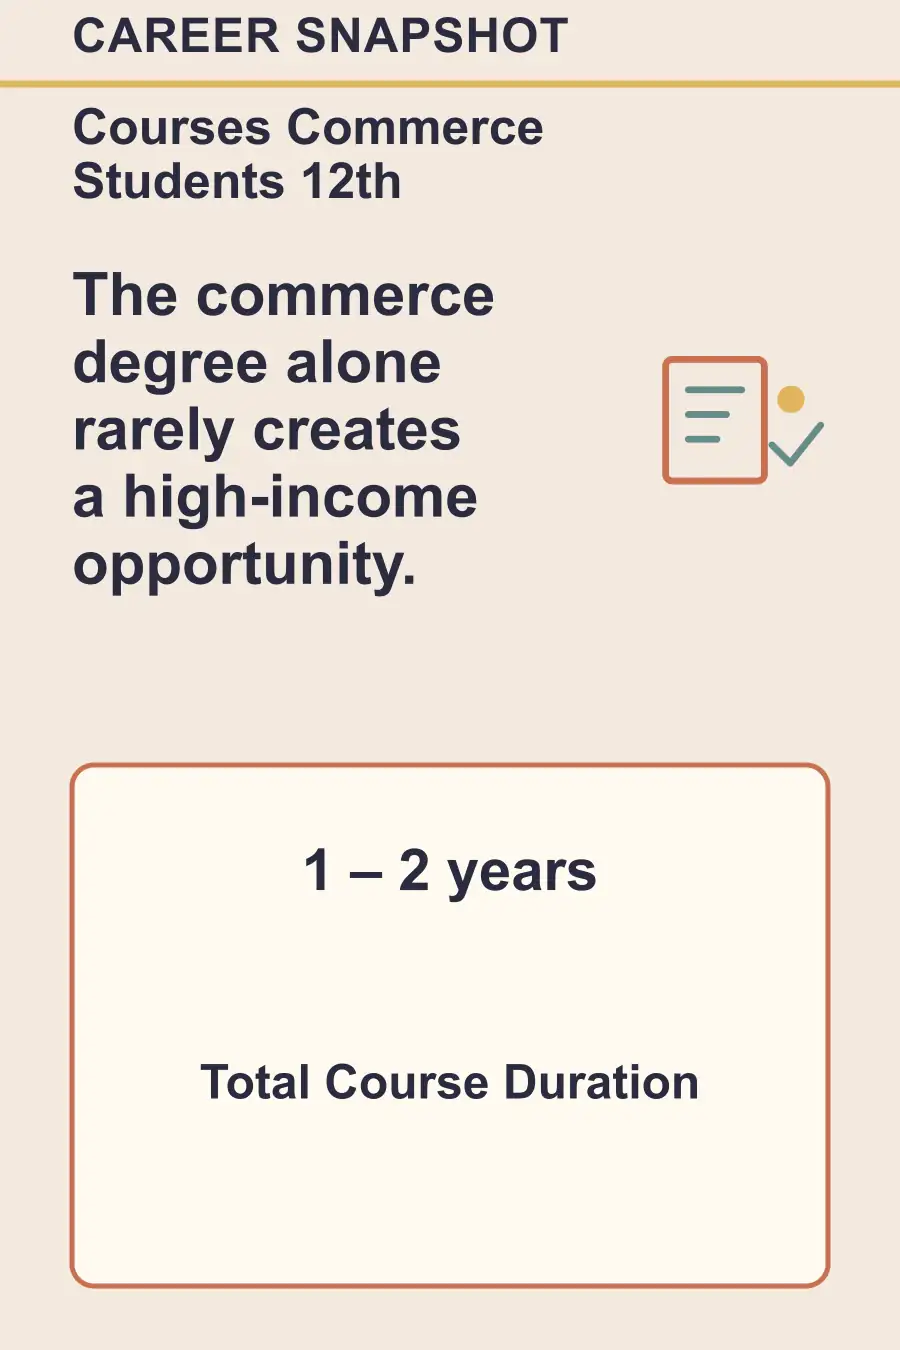 CAREER SNAPSHOT
Courses Commerce
Students 12th
The commerce
degree alone
rarely creates
a high-income
opportunity.
1 – 2 years
Total Course Duration